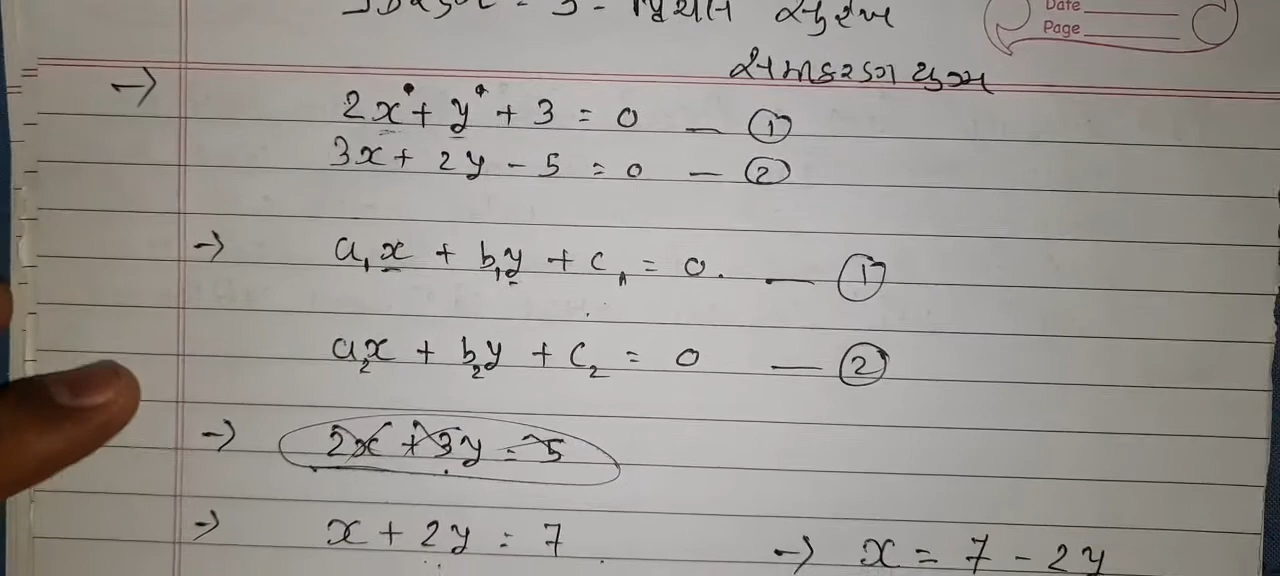 Date
Page
→ 2x + y + 3 = 0 — ①
3x + 2y - 5 = 0 — ②
→ a₁x + b₁y + c₁ = 0. — ①
a₂x + b₂y + c₂ = 0 — ②
→ 2x + 3y = 5
→ x + 2y = 7 → x = 7 - 2y